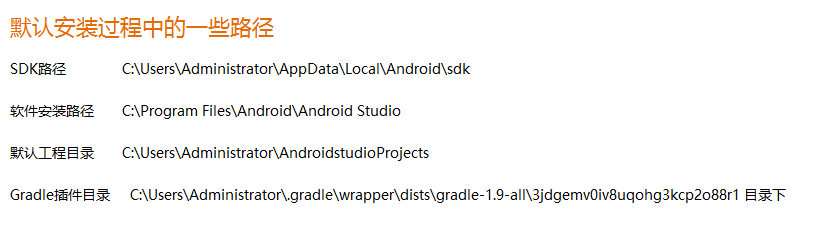 默认安装过程中的一些路径
SDK路径 C:\Users\Administrator\AppData\Local\Android\sdk
软件安装路径 C:\Program Files\Android\Android Studio
默认工程目录 C:\Users\Administrator\AndroidstudioProjects
Gradle插件目录 C:\Users\Administrator\.gradle\wrapper\dists\gradle-1.9-all\3jdgemv0iv8uqohg3kcp2o88r1 目录下